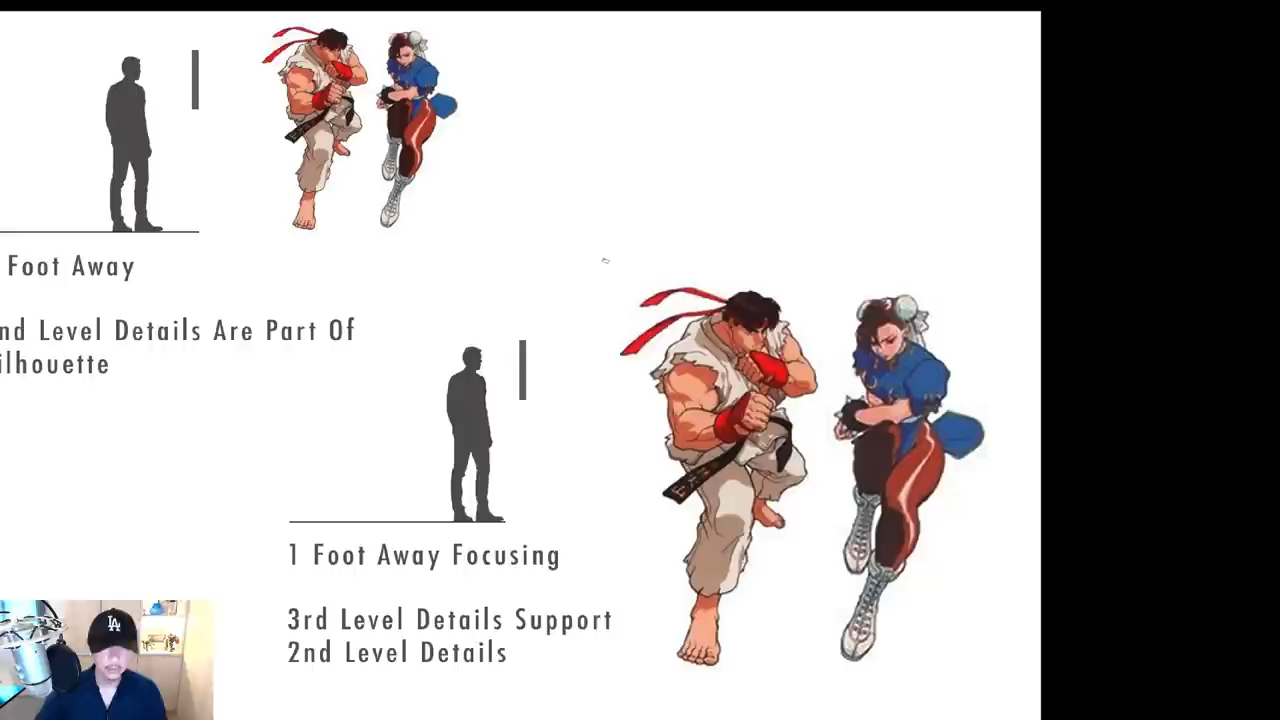 Foot Away
nd Level Details Are Part Of
ilhouette
1 Foot Away Focusing
3rd Level Details Support
2nd Level Details
LA